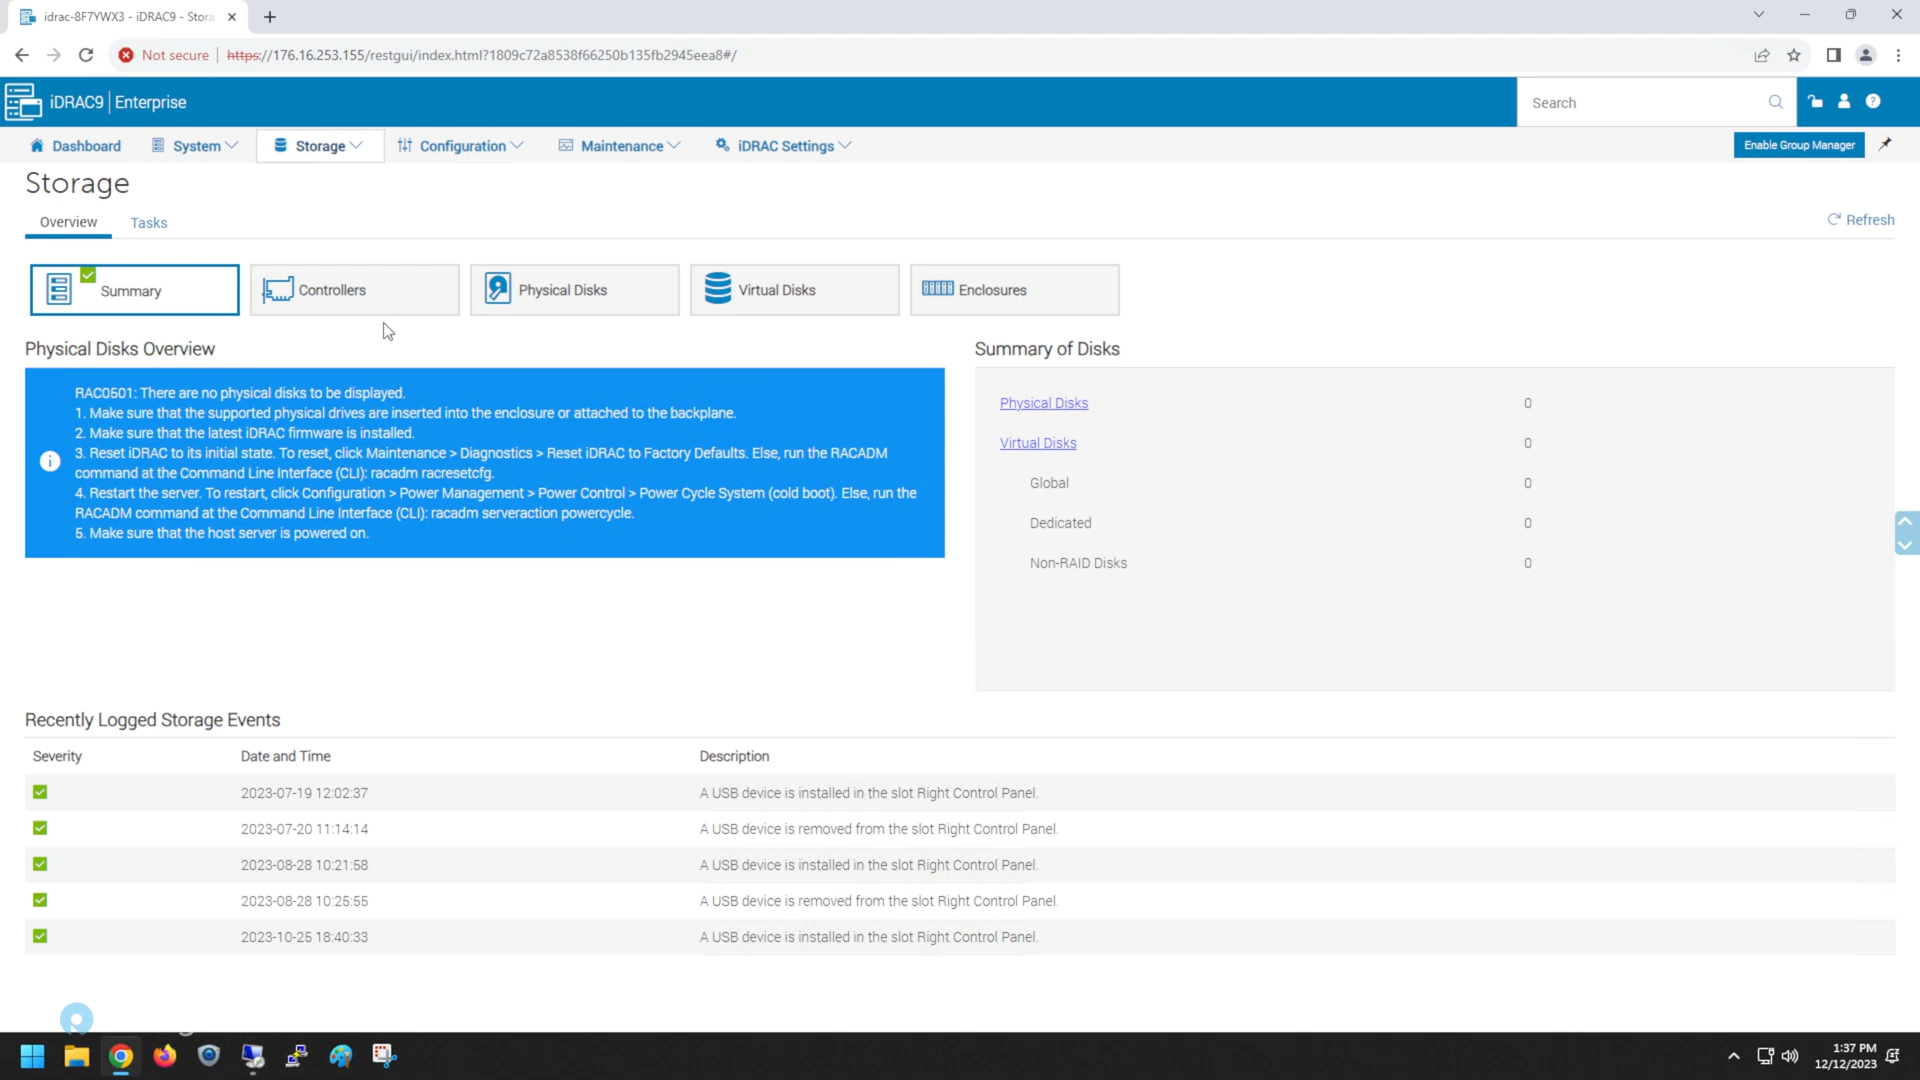 idrac-8F7YWX3 - iDRAC9 - Stora
Not secure
https://176.16.253.155/restgui/index.html?1809c72a8538f66250b135fb2945eea8#/
iDRAC9 | Enterprise
Search
Dashboard
System
Storage
Configuration
Maintenance
iDRAC Settings
Enable Group Manager
Storage
Overview
Tasks
Refresh
Summary
Controllers
Physical Disks
Virtual Disks
Enclosures
Physical Disks Overview
RAC0501: There are no physical disks to be displayed.
1. Make sure that the supported physical drives are inserted into the enclosure or attached to the backplane.
2. Make sure that the latest iDRAC firmware is installed.
3. Reset iDRAC to its initial state. To reset, click Maintenance > Diagnostics > Reset iDRAC to Factory Defaults. Else, run the RACADM
command at the Command Line Interface (CLI): racadm racresetcfg.
4. Restart the server. To restart, click Configuration > Power Management > Power Control > Power Cycle System (cold boot). Else, run the
RACADM command at the Command Line Interface (CLI): racadm serveraction powercycle.
5. Make sure that the host server is powered on.
Summary of Disks
Physical Disks 0
Virtual Disks 0
Global 0
Dedicated 0
Non-RAID Disks 0
Recently Logged Storage Events
Severity Date and Time Description
2023-07-19 12:02:37 A USB device is installed in the slot Right Control Panel.
2023-07-20 11:14:14 A USB device is removed from the slot Right Control Panel.
2023-08-28 10:21:58 A USB device is installed in the slot Right Control Panel.
2023-08-28 10:25:55 A USB device is removed from the slot Right Control Panel.
2023-10-25 18:40:33 A USB device is installed in the slot Right Control Panel.
1:37 PM
12/12/2023